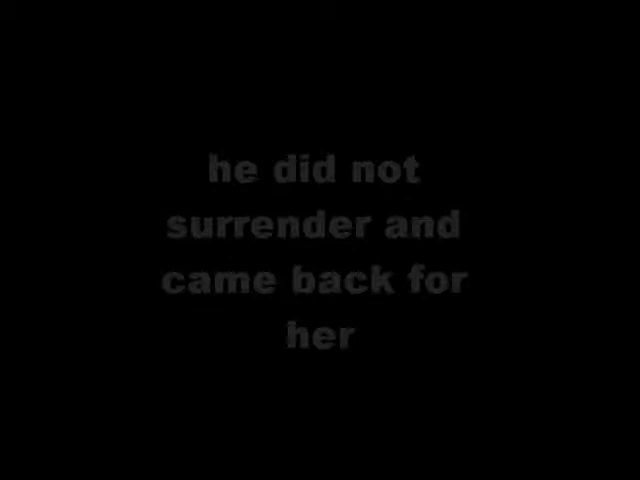 he did not
surrender and
came back for
her